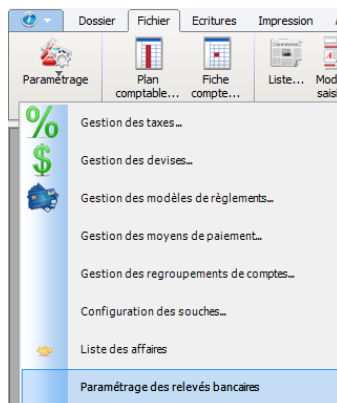 Dossier Fichier Ecritures Impression
Paramétrage Plan comptable... Fiche compte... Liste...
Gestion des taxes...
Gestion des devises...
Gestion des modèles de règlements...
Gestion des moyens de paiement...
Gestion des regroupements de comptes...
Configuration des souches...
Liste des affaires
Paramétrage des relevés bancaires